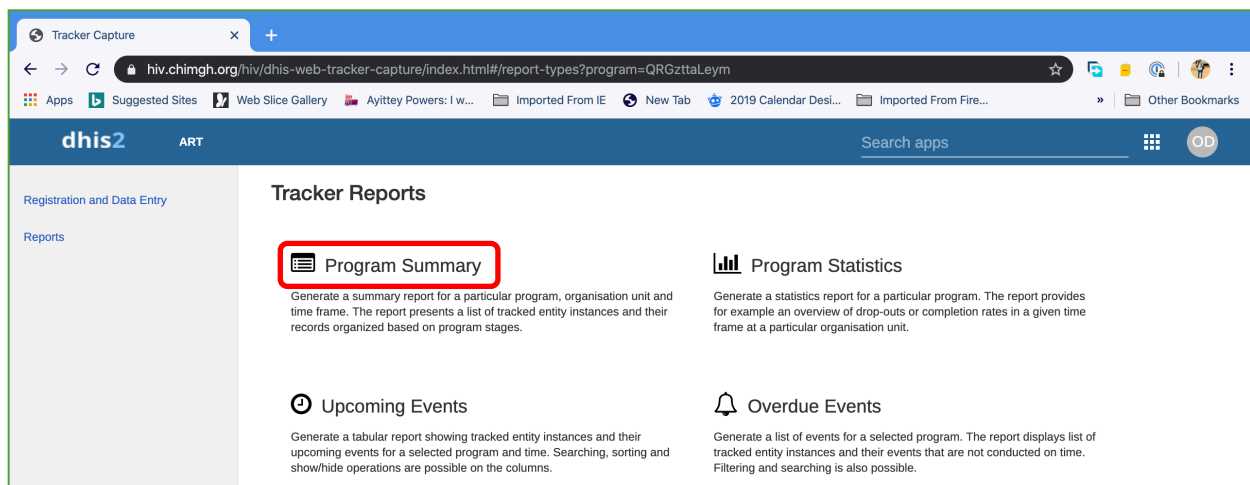 Tracker Capture
hiv.chimgh.org/hiv/dhis-web-tracker-capture/index.html#/report-types?program=QRGzttaLeym
Apps Suggested Sites Web Slice Gallery Ayittey Powers: I w... Imported From IE New Tab 2019 Calendar Desi... Imported From Fire... » Other Bookmarks
dhis2 ART Search apps OD
Registration and Data Entry
Reports
Tracker Reports
Program Summary
Generate a summary report for a particular program, organisation unit and
time frame. The report presents a list of tracked entity instances and their
records organized based on program stages.
Program Statistics
Generate a statistics report for a particular program. The report provides
for example an overview of drop-outs or completion rates in a given time
frame at a particular organisation unit.
Upcoming Events
Generate a tabular report showing tracked entity instances and their
upcoming events for a selected program and time. Searching, sorting and
show/hide operations are possible on the columns.
Overdue Events
Generate a list of events for a selected program. The report displays list of
tracked entity instances and their events that are not conducted on time.
Filtering and searching is also possible.